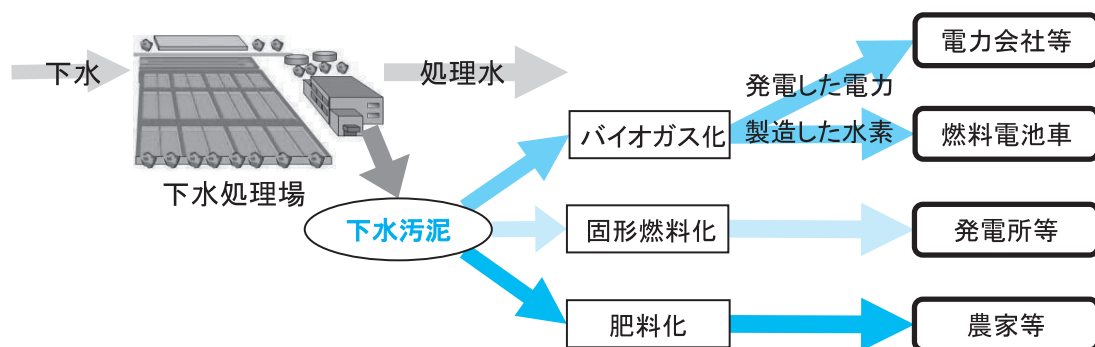 下水
処理水
下水処理場
下水汚泥
バイオガス化
発電した電力
製造した水素
電力会社等
燃料電池車
固形燃料化
発電所等
肥料化
農家等